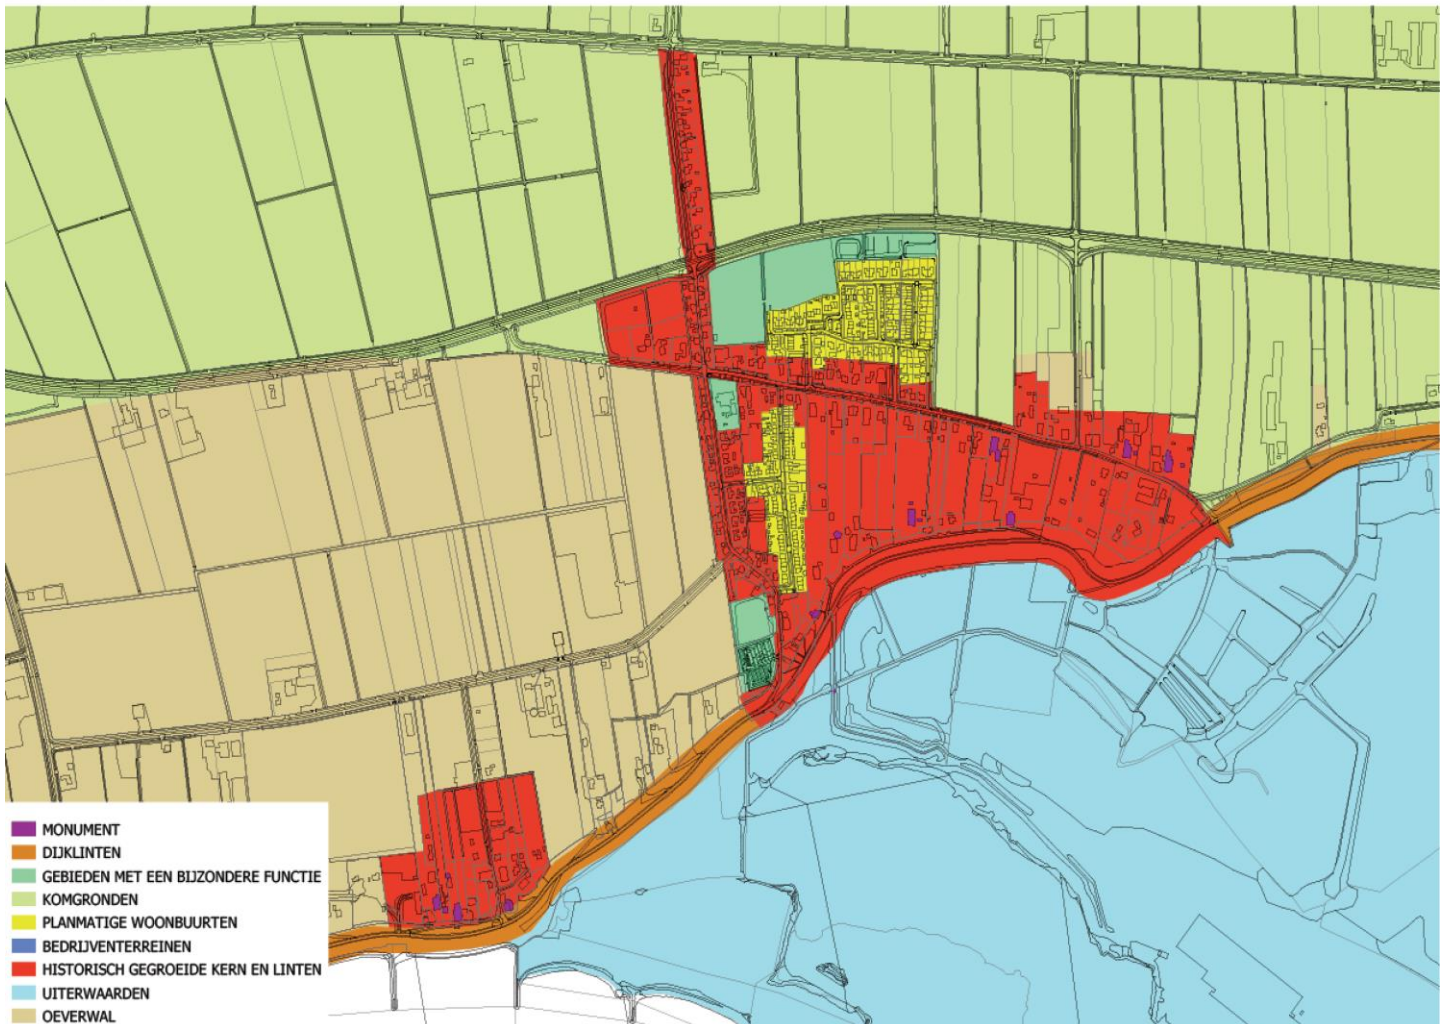 MONUMENT
DIJKLINTEN
GEBIEDEN MET EEN BIJZONDERE FUNCTIE
KOMGRONDEN
PLANMATIGE WOONBUURTEN
BEDRIJVENTERREINEN
HISTORISCH GEGROEIDE KERN EN LINTEN
UITERWAARDEN
OEVERWAL